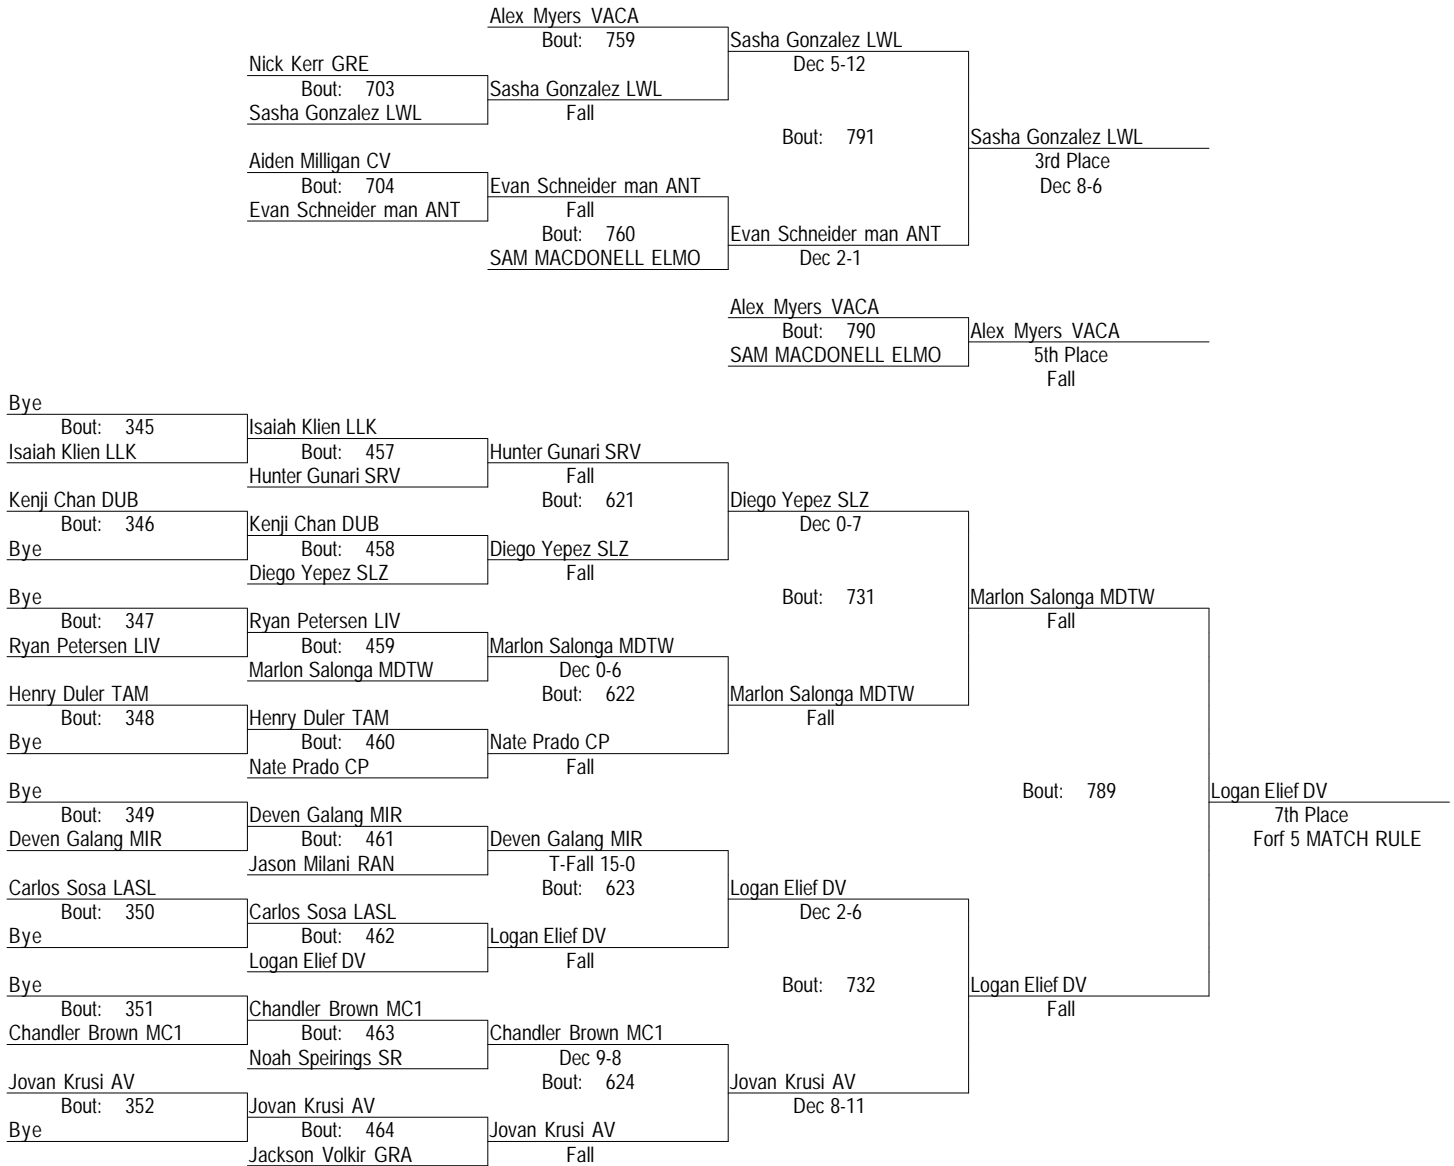 Alex Myers VACA
Bout: 759
Sasha Gonzalez LWL
Nick Kerr GRE
Dec 5-12
Bout: 703
Sasha Gonzalez LWL
Sasha Gonzalez LWL
Fall
Bout: 791
Sasha Gonzalez LWL
Aiden Milligan CV
3rd Place
Bout: 704
Evan Schneider man ANT
Dec 8-6
Evan Schneider man ANT
Fall
Bout: 760
Evan Schneider man ANT
SAM MACDONELL ELMO
Dec 2-1
Alex Myers VACA
Bout: 790
Alex Myers VACA
SAM MACDONELL ELMO
5th Place
Fall
Bye
Bout: 345
Isaiah Klien LLK
Isaiah Klien LLK
Bout: 457
Hunter Gunari SRV
Hunter Gunari SRV
Fall
Kenji Chan DUB
Bout: 621
Diego Yepez SLZ
Bout: 346
Kenji Chan DUB
Dec 0-7
Bye
Bout: 458
Diego Yepez SLZ
Diego Yepez SLZ
Fall
Bye
Bout: 731
Marlon Salonga MDTW
Bout: 347
Ryan Petersen LIV
Fall
Ryan Petersen LIV
Bout: 459
Marlon Salonga MDTW
Marlon Salonga MDTW
Dec 0-6
Henry Duler TAM
Bout: 622
Marlon Salonga MDTW
Bout: 348
Henry Duler TAM
Fall
Bye
Bout: 460
Nate Prado CP
Nate Prado CP
Fall
Bye
Bout: 789
Logan Elief DV
Bout: 349
Deven Galang MIR
7th Place
Deven Galang MIR
Bout: 461
Deven Galang MIR
Forf 5 MATCH RULE
Jason Milani RAN
T-Fall 15-0
Carlos Sosa LASL
Bout: 623
Logan Elief DV
Bout: 350
Carlos Sosa LASL
Dec 2-6
Bye
Bout: 462
Logan Elief DV
Logan Elief DV
Fall
Bye
Bout: 732
Logan Elief DV
Bout: 351
Chandler Brown MC1
Fall
Chandler Brown MC1
Bout: 463
Chandler Brown MC1
Noah Speirings SR
Dec 9-8
Jovan Krusi AV
Bout: 624
Jovan Krusi AV
Bout: 352
Jovan Krusi AV
Dec 8-11
Bye
Bout: 464
Jovan Krusi AV
Jackson Volkir GRA
Fall